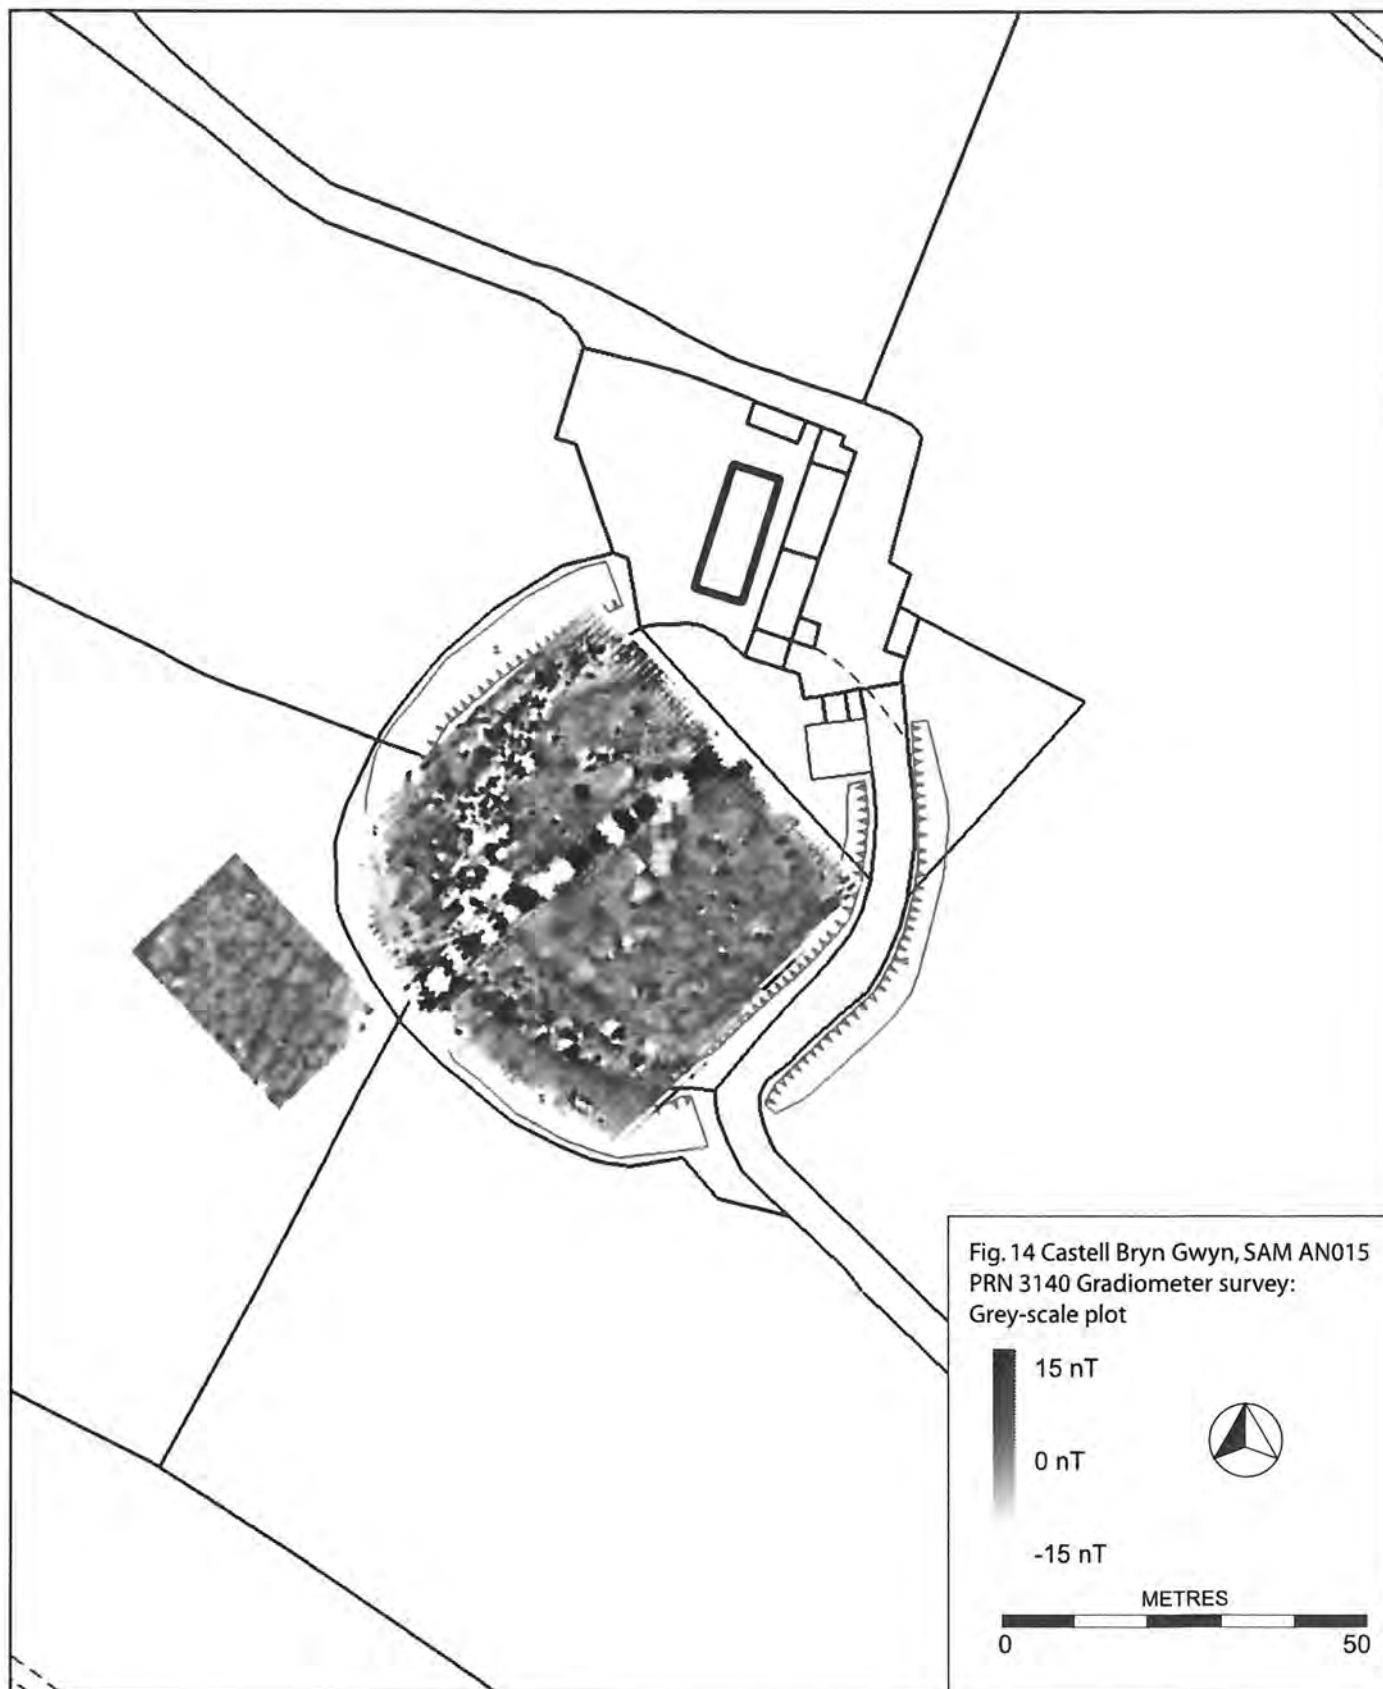 Fig. 14 Castell Bryn Gwyn, SAM AN015
PRN 3140 Gradiometer survey:
Grey-scale plot
15 nT
0 nT
-15 nT
METRES
0 50